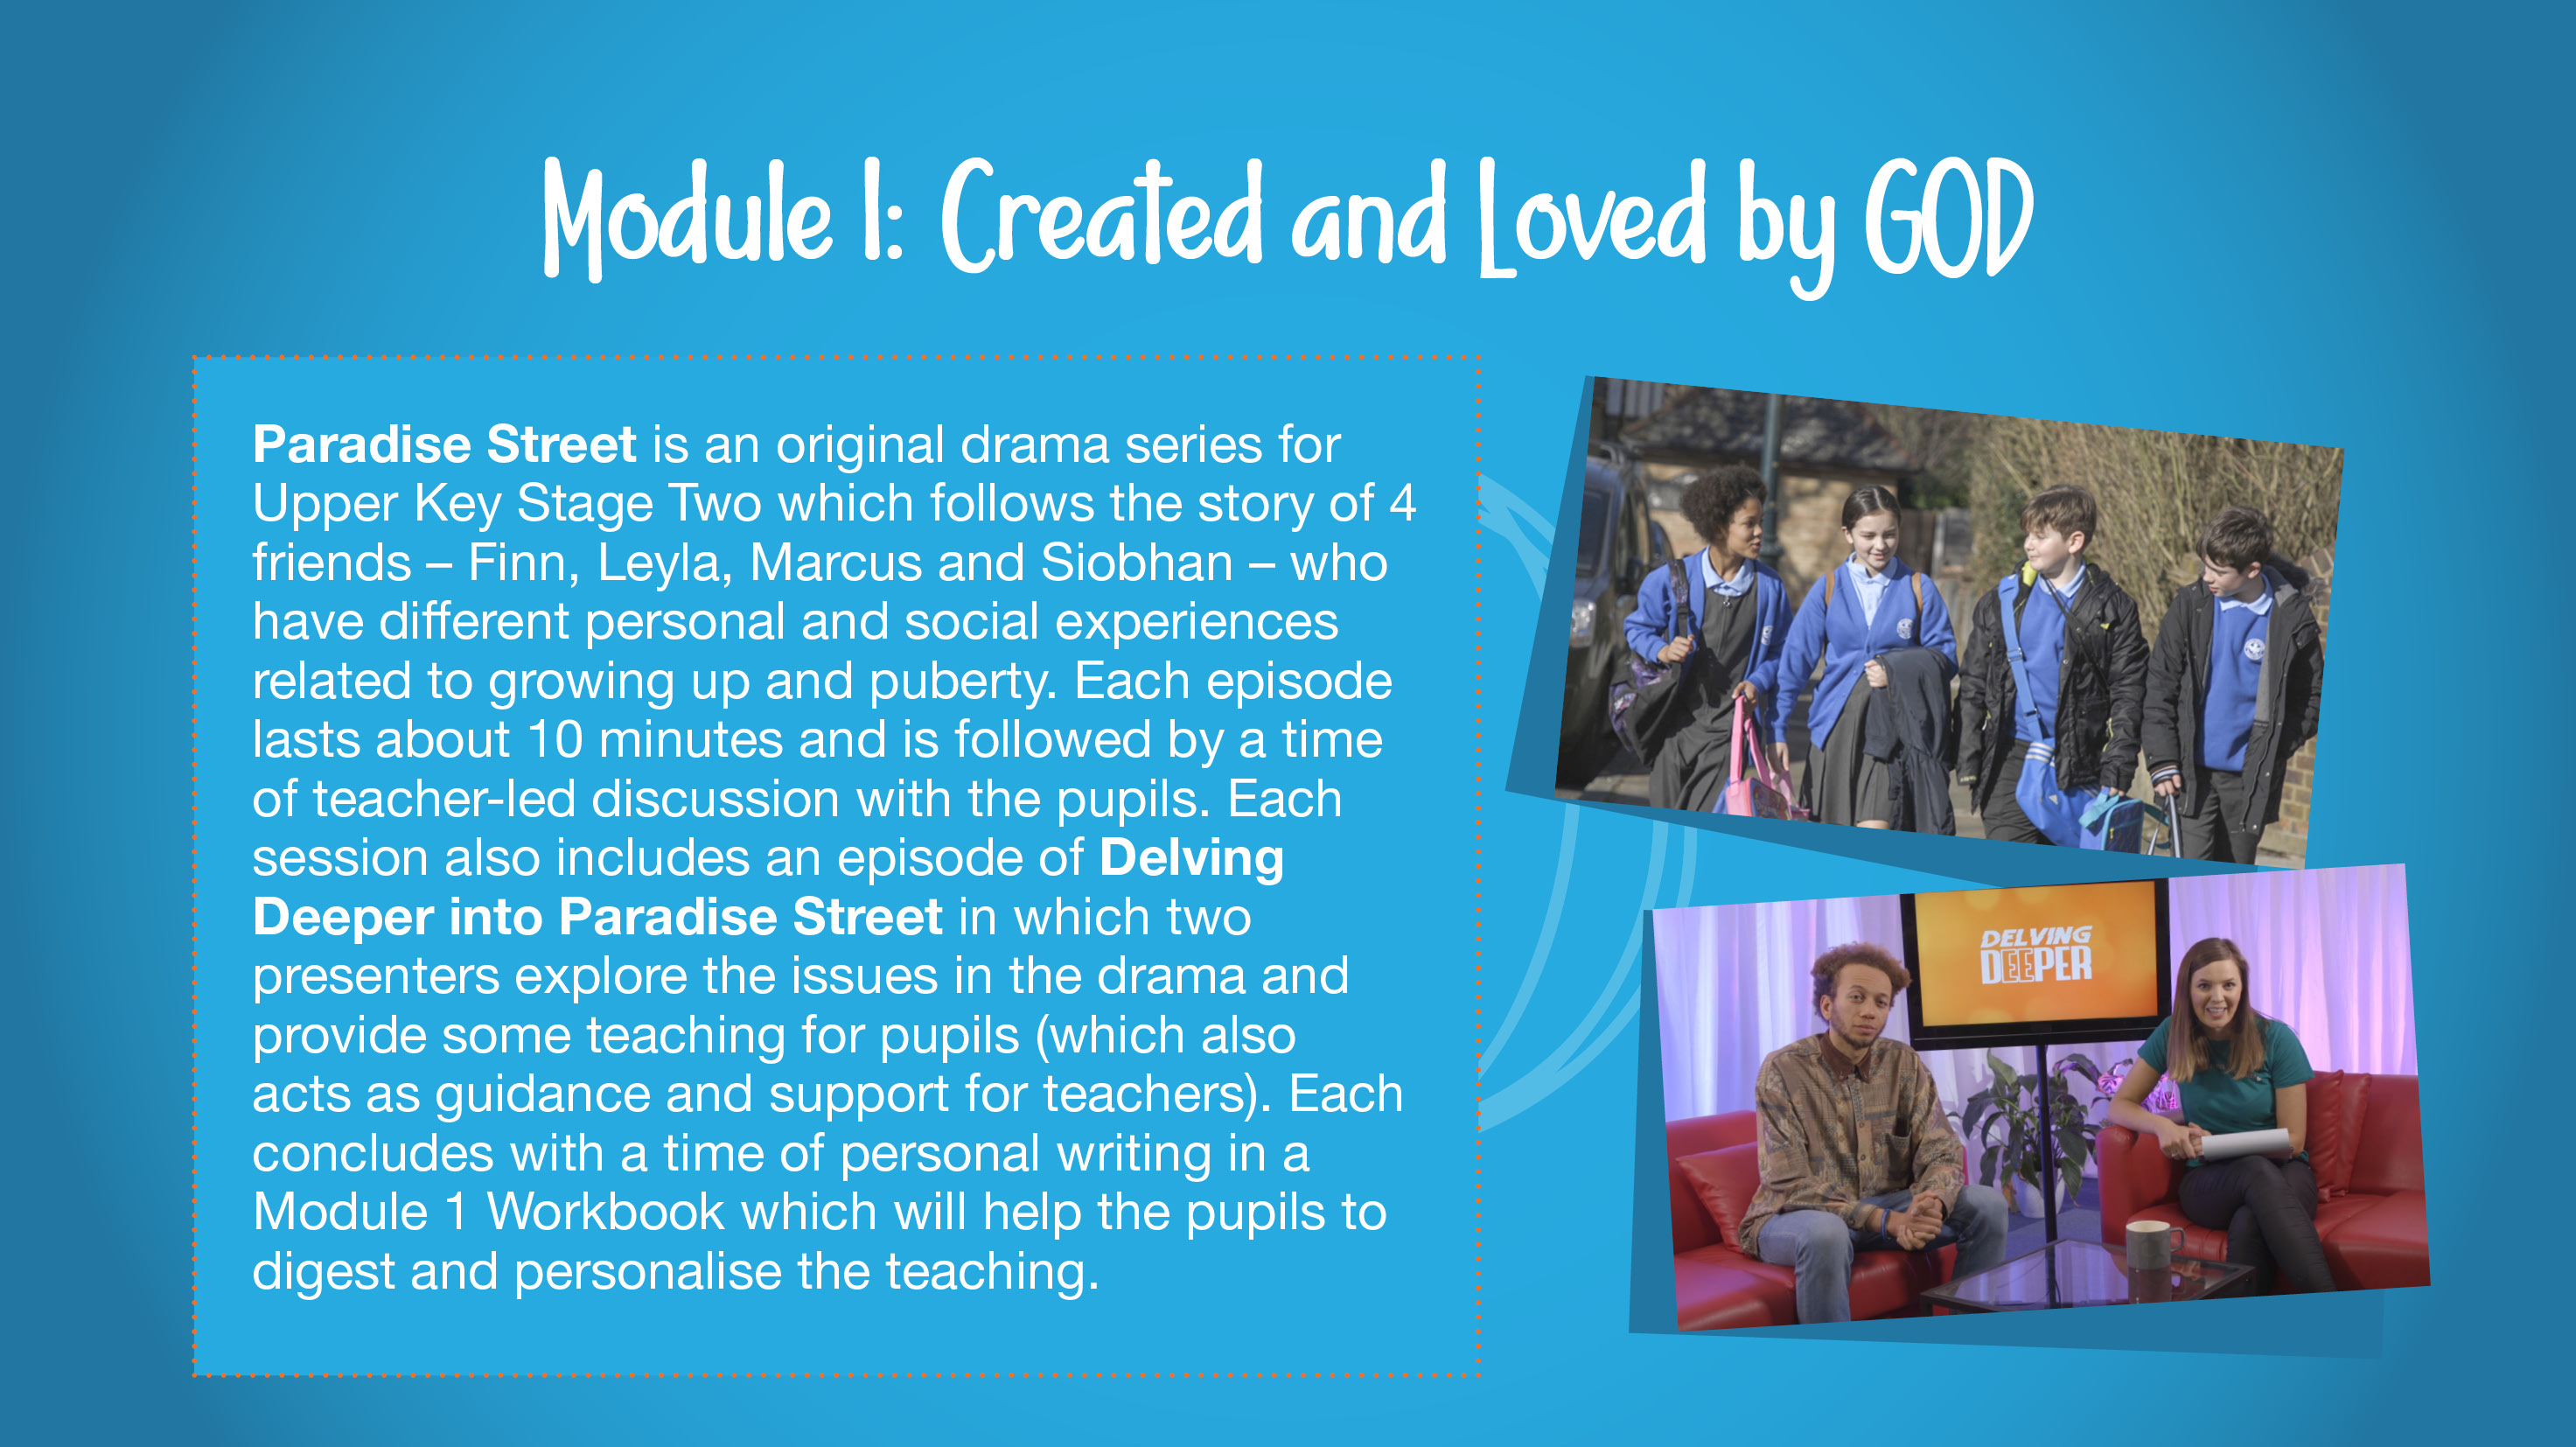 Module 1: Created and Loved by GOD
Paradise Street is an original drama series for
Upper Key Stage Two which follows the story of 4
friends – Finn, Leyla, Marcus and Siobhan – who
have different personal and social experiences
related to growing up and puberty. Each episode
lasts about 10 minutes and is followed by a time
of teacher-led discussion with the pupils. Each
session also includes an episode of Delving
Deeper into Paradise Street in which two
presenters explore the issues in the drama and
provide some teaching for pupils (which also
acts as guidance and support for teachers). Each
concludes with a time of personal writing in a
Module 1 Workbook which will help the pupils to
digest and personalise the teaching.
DELVING
DEEPER